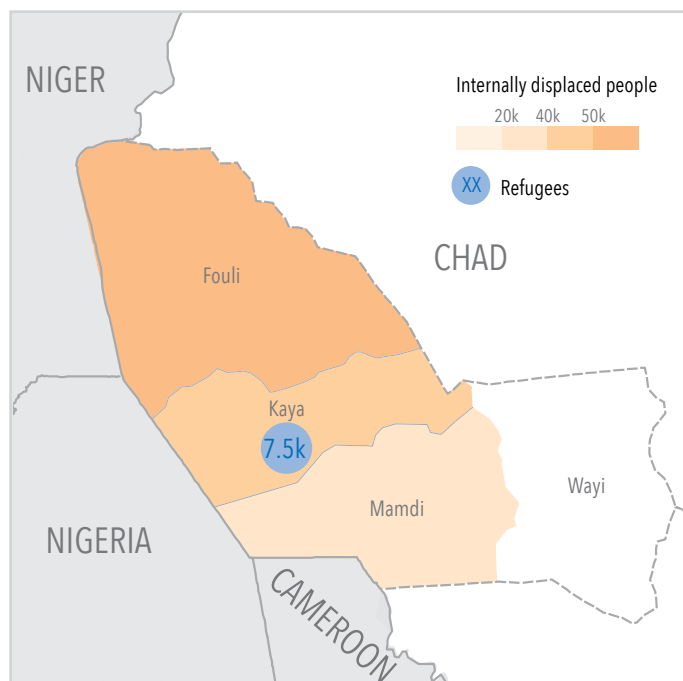 NIGER
Internally displaced people
20k 40k 50k
XX Refugees
CHAD
Fouli
Kaya
7.5k
Wayi
Mamdi
NIGERIA
CAMEROON